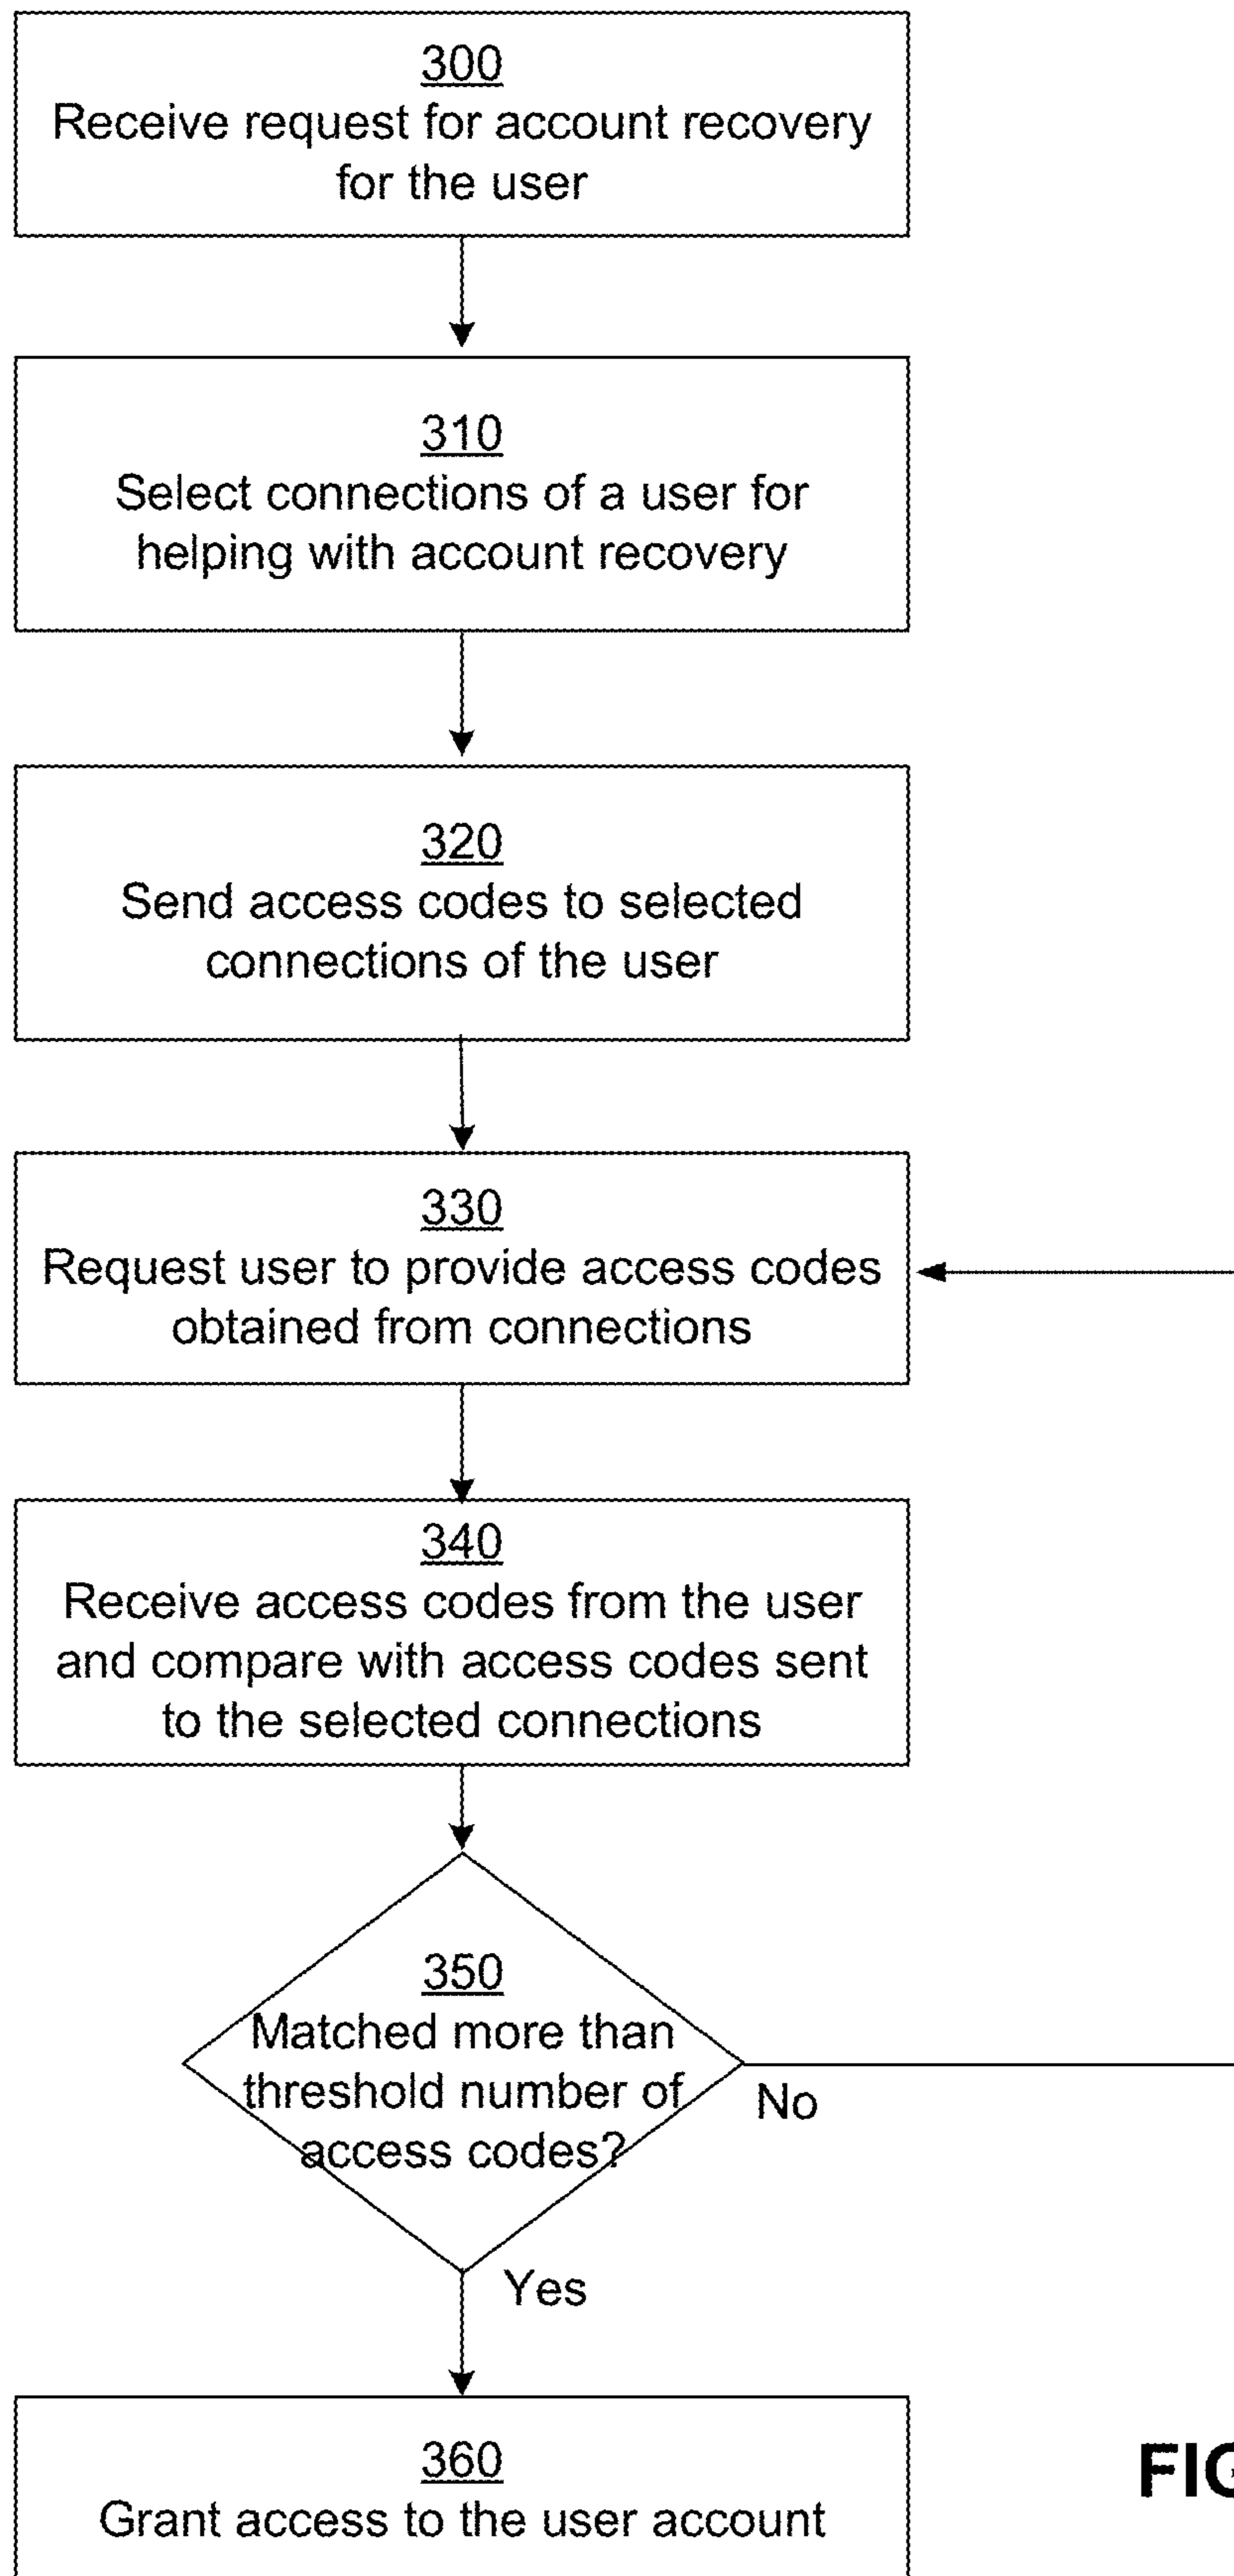 300
Receive request for account recovery
for the user
310
Select connections of a user for
helping with account recovery
320
Send access codes to selected
connections of the user
330
Request user to provide access codes
obtained from connections
340
Receive access codes from the user
and compare with access codes sent
to the selected connections
350
Matched more than
threshold number of
access codes?
No
Yes
360
Grant access to the user account